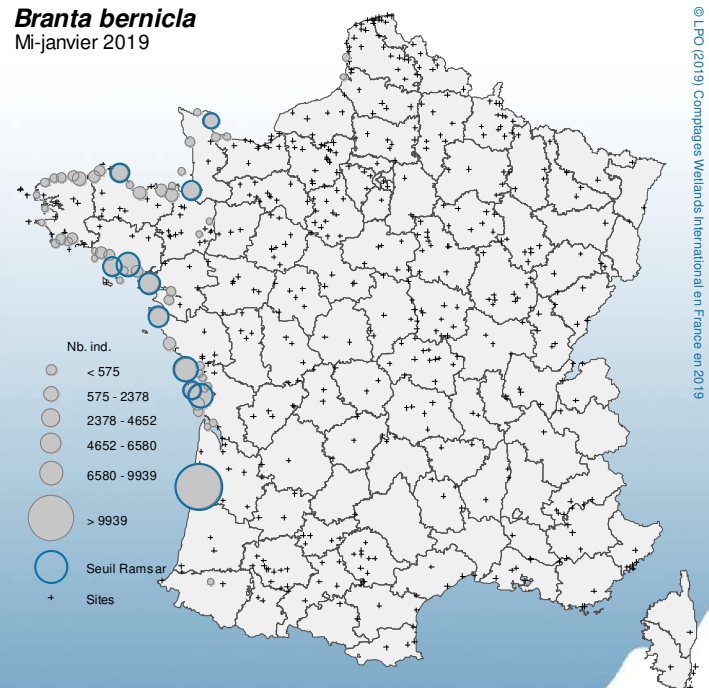 Branta bernicla
Mi-janvier 2019
© LPO (2019) Comptages Wetlands International en France en 2019
Nb. ind.
< 575
575 - 2378
2378 - 4652
4652 - 6580
6580 - 9939
> 9939
Seuil Ramsar
Sites